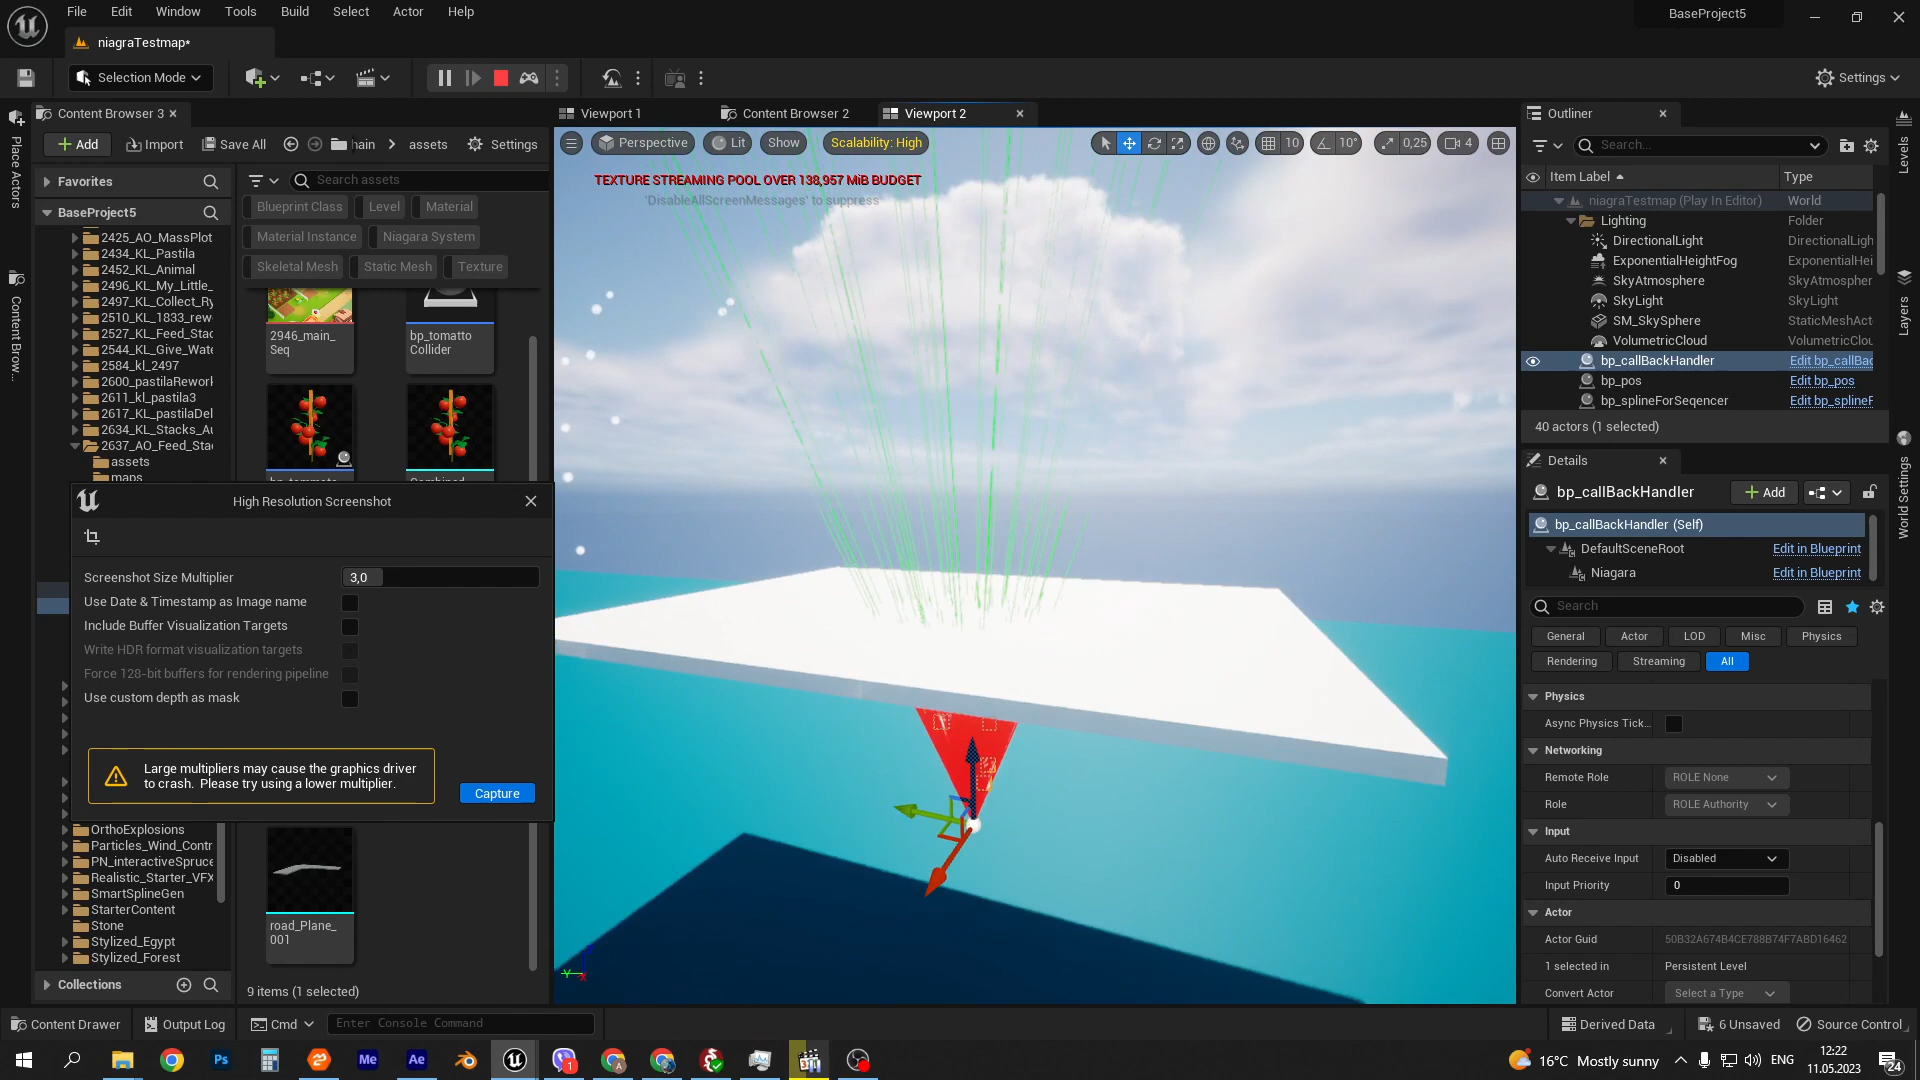 File Edit Window Tools Build Select Actor Help
BaseProject5
niagraTestmap*
Selection Mode
Settings
Content Browser 3
Viewport 1
Content Browser 2
Viewport 2
Outliner
Add Import Save All hain > assets Settings
Perspective Lit Show Scalability: High 10 10° 0,25 4
Search...
Favorites
Search assets
TEXTURE STREAMING POOL OVER 138,957 MiB BUDGET
'DisableAllScreenMessages' to suppress
Item Label Type
BaseProject5
Blueprint Class Level Material
Material Instance Niagara System
Skeletal Mesh Static Mesh Texture
niagraTestmap (Play In Editor) World
Lighting Folder
DirectionalLight DirectionalLigh
ExponentialHeightFog ExponentialHei
SkyAtmosphere SkyAtmospher
SkyLight SkyLight
SM_SkySphere StaticMeshAct
VolumetricCloud VolumetricClou
bp_callBackHandler Edit bp_callBac
bp_pos Edit bp_pos
bp_splineForSeqencer Edit bp_splineF
40 actors (1 selected)
2425_AO_MassPlot
2434_KL_Pastila
2452_KL_Animal
2496_KL_My_Little_
2497_KL_Collect_Ry
2510_KL_1833_rew
2527_KL_Feed_Stac
2544_KL_Give_Wate
2584_kl_2497
2600_pastilaRework
2611_kl_pastila3
2617_KL_pastilaDel
2634_KL_Stacks_Au
2637_AO_Feed_Sta
assets
maps
2946_main_
Seq
bp_tomatto
Collider
Details
bp_callBackHandler
Add
bp_callBackHandler (Self)
DefaultSceneRoot Edit in Blueprint
Niagara Edit in Blueprint
Search
General Actor LOD Misc Physics
Rendering Streaming All
Physics
Async Physics Tick...
Networking
Remote Role ROLE None
Role ROLE Authority
Input
Auto Receive Input Disabled
Input Priority 0
Actor
Actor Guid 50B32A674B4CE788B74F7ABD16462
1 selected in Persistent Level
Convert Actor Select a Type
High Resolution Screenshot
Screenshot Size Multiplier 3,0
Use Date & Timestamp as Image name
Include Buffer Visualization Targets
Write HDR format visualization targets
Force 128-bit buffers for rendering pipeline
Use custom depth as mask
Large multipliers may cause the graphics driver
to crash. Please try using a lower multiplier.
Capture
OrthoExplosions
Particles_Wind_Contr
PN_interactiveSpruce
Realistic_Starter_VFX
SmartSplineGen
StarterContent
Stone
Stylized_Egypt
Stylized_Forest
road_Plane_
001
Collections
9 items (1 selected)
Place Actors
Content Brow...
Levels
Layers
World Settings
Content Drawer Output Log Cmd Enter Console Command
Derived Data 6 Unsaved Source Control
16°C Mostly sunny ENG
12:22
11.05.2023
24